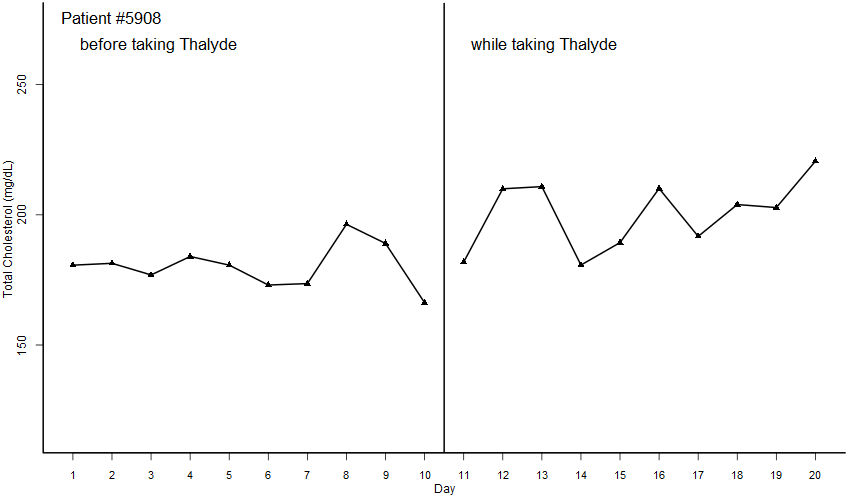 Patient #5908
before taking Thalyde
while taking Thalyde
Total Cholesterol (mg/dL)
250
200
150
1 2 3 4 5 6 7 8 9 10 11 12 13 14 15 16 17 18 19 20
Day